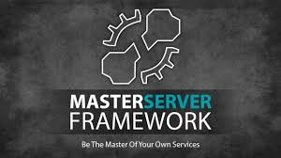 MASTERSERVER
FRAMEWORK
Be The Master Of Your Own Services